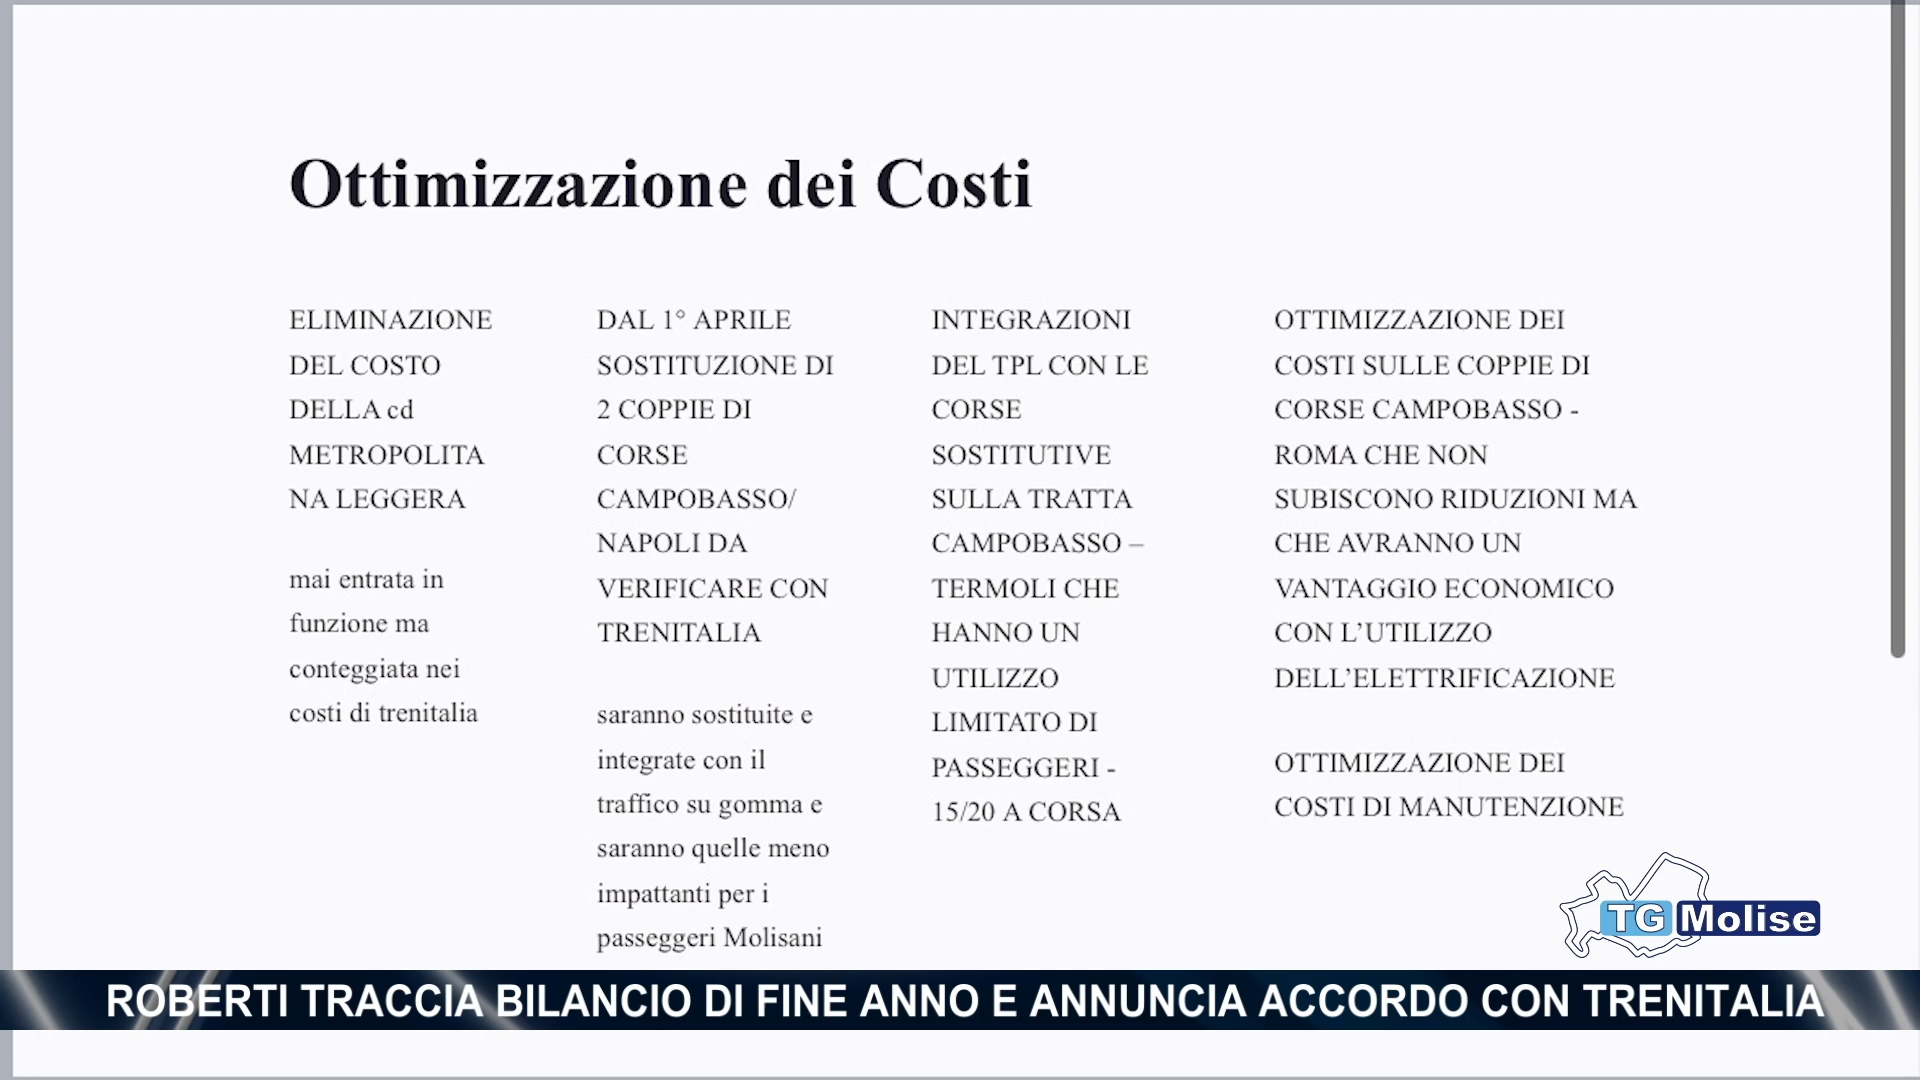 Ottimizzazione dei Costi
ELIMINAZIONE
DEL COSTO
DELLA cd
METROPOLITA
NA LEGGERA
mai entrata in
funzione ma
conteggiata nei
costi di trenitalia
DAL 1° APRILE
SOSTITUZIONE DI
2 COPPIE DI
CORSE
CAMPOBASSO/
NAPOLI DA
VERIFICARE CON
TRENITALIA
saranno sostituite e
integrate con il
traffico su gomma e
saranno quelle meno
impattanti per i
passeggeri Molisani
INTEGRAZIONI
DEL TPL CON LE
CORSE
SOSTITUTIVE
SULLA TRATTA
CAMPOBASSO –
TERMOLI CHE
HANNO UN
UTILIZZO
LIMITATO DI
PASSEGGERI -
15/20 A CORSA
OTTIMIZZAZIONE DEI
COSTI SULLE COPPIE DI
CORSE CAMPOBASSO -
ROMA CHE NON
SUBISCONO RIDUZIONI MA
CHE AVRANNO UN
VANTAGGIO ECONOMICO
CON L’UTILIZZO
DELL’ELETTRIFICAZIONE
OTTIMIZZAZIONE DEI
COSTI DI MANUTENZIONE
TG Molise
ROBERTI TRACCIA BILANCIO DI FINE ANNO E ANNUNCIA ACCORDO CON TRENITALIA